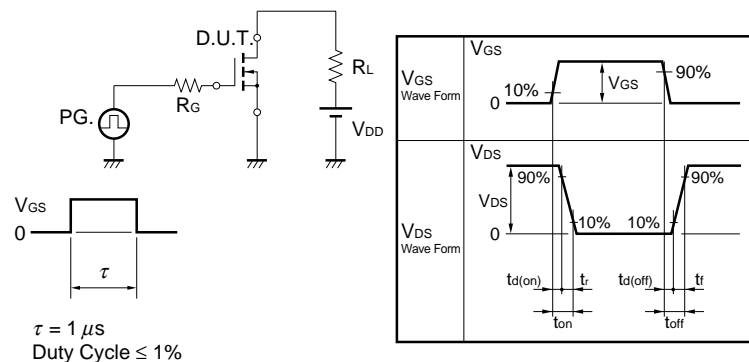 D.U.T.
RL
RG
PG.
VDD
VGS
0
τ
τ = 1 μs
Duty Cycle ≤ 1%
VGS
Wave Form
VGS
10%
VGS
90%
0
VDS
Wave Form
VDS
90%
90%
VDS
10%
10%
0
td(on)
tr
td(off)
tf
ton
toff